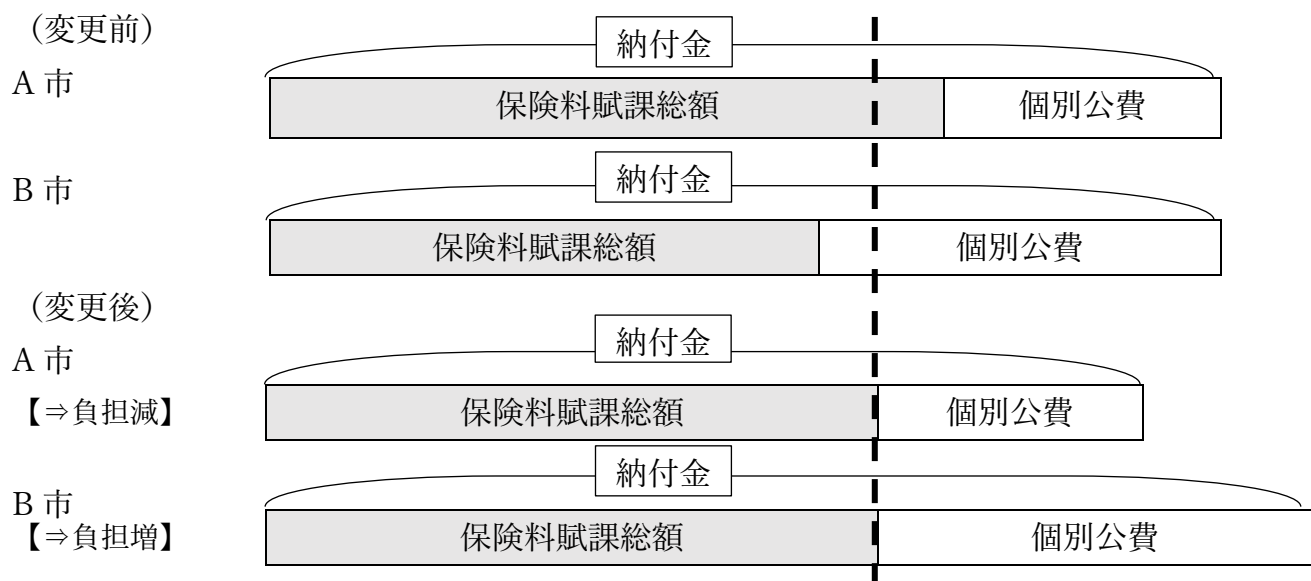 （変更前）
納付金
A 市
保険料賦課総額 個別公費
納付金
B 市
保険料賦課総額 個別公費
（変更後）
納付金
A 市
【⇒負担減】 保険料賦課総額 個別公費
納付金
B 市
【⇒負担増】 保険料賦課総額 個別公費